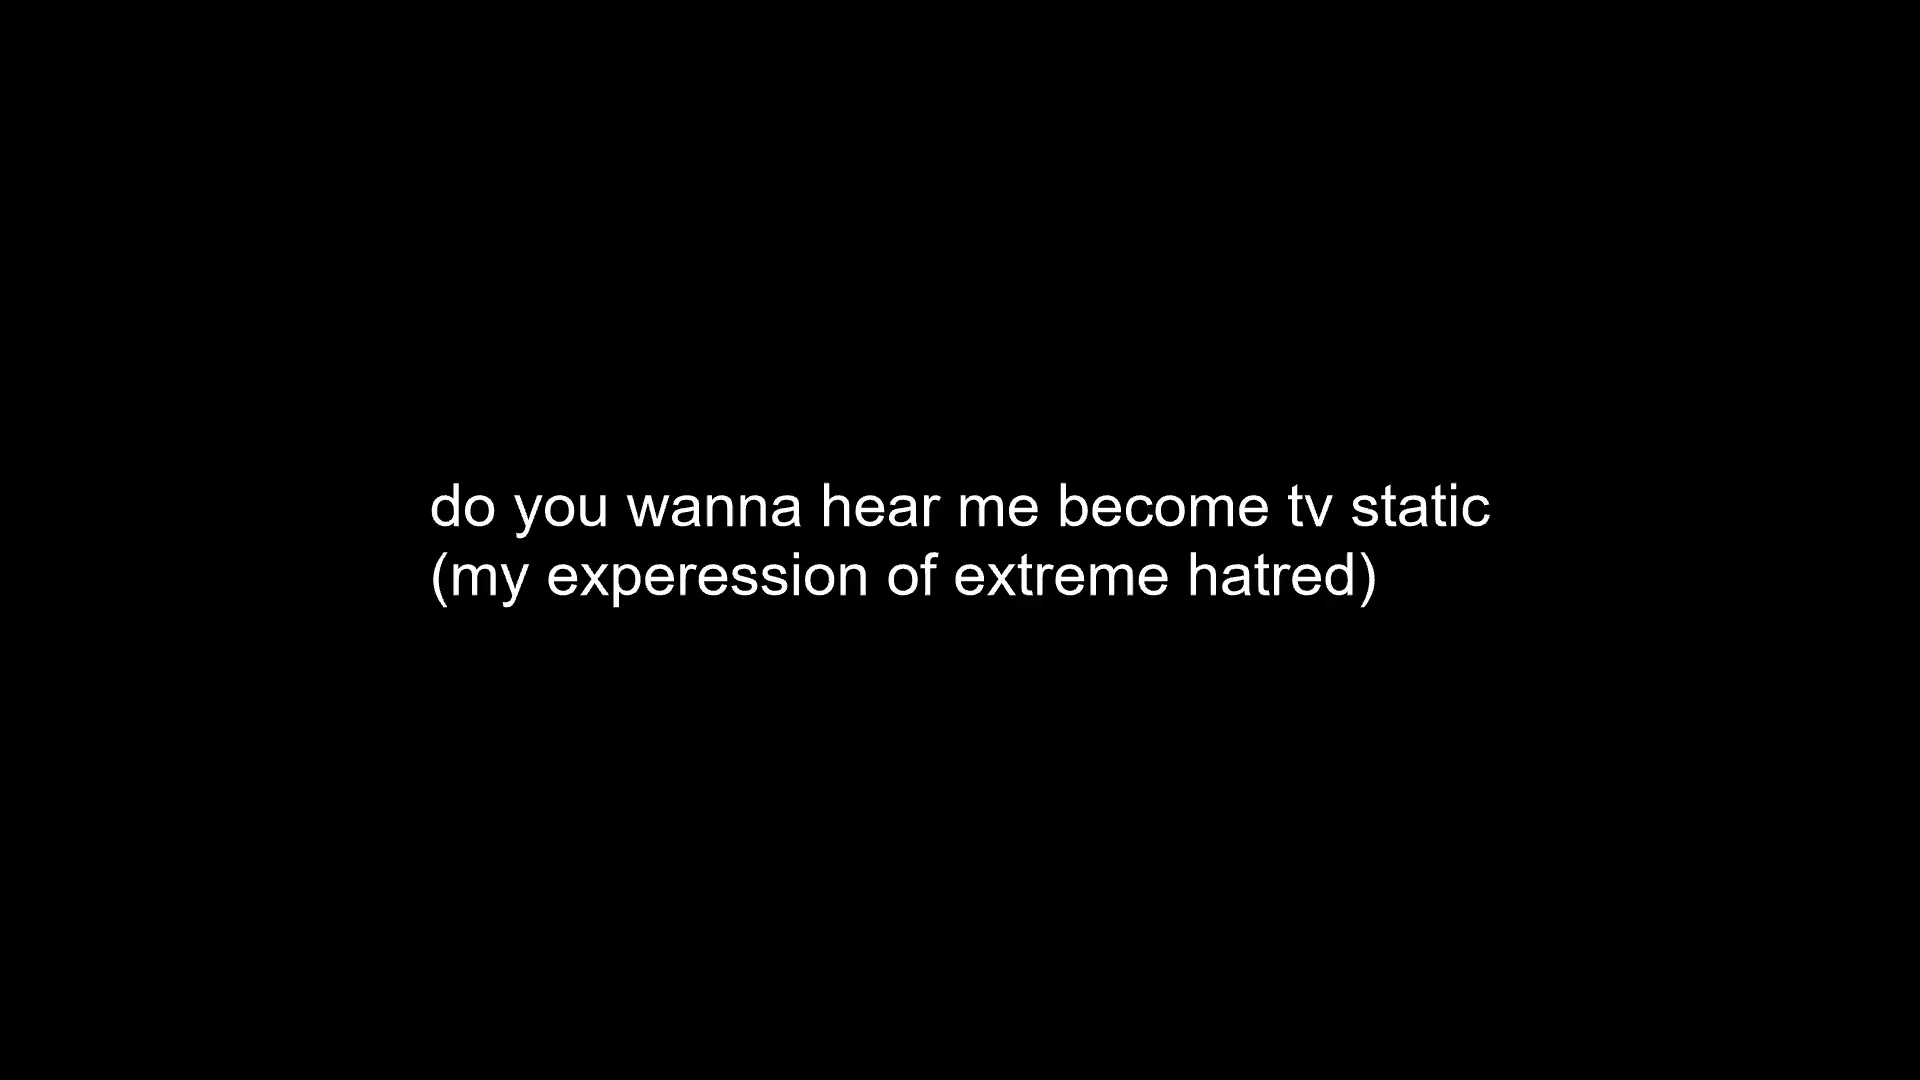 do you wanna hear me become tv static
(my experession of extreme hatred)